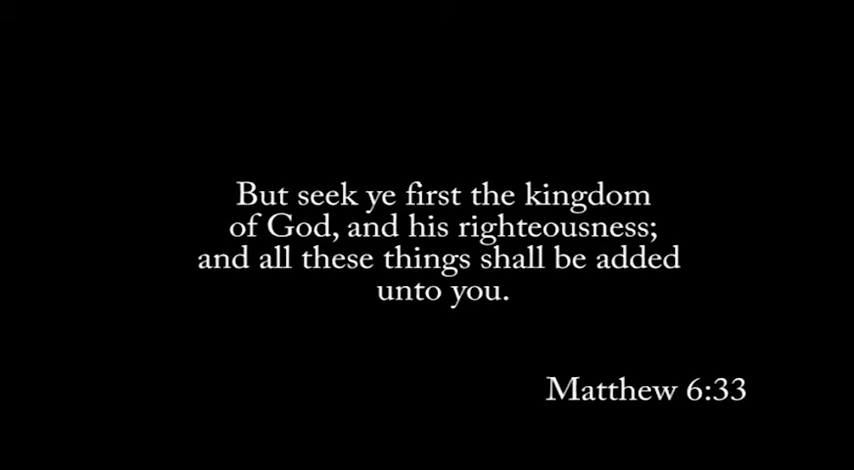 But seek ye first the kingdom
of God, and his righteousness;
and all these things shall be added
unto you.
Matthew 6:33